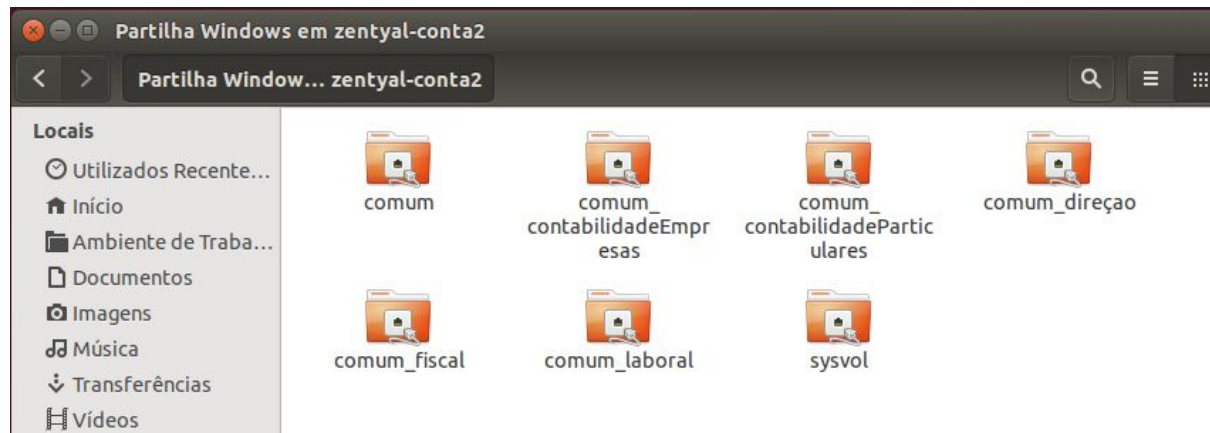 Partilha Windows em zentyal-conta2
Partilha Window... zentyal-conta2
Locais
Utilizados Recente...
Início
Ambiente de Traba...
Documentos
Imagens
Música
Transferências
Vídeos
comum
comum_
contabilidadeEmpr
esas
comum_
contabilidadePartic
ulares
comum_direçao
comum_fiscal
comum_laboral
sysvol